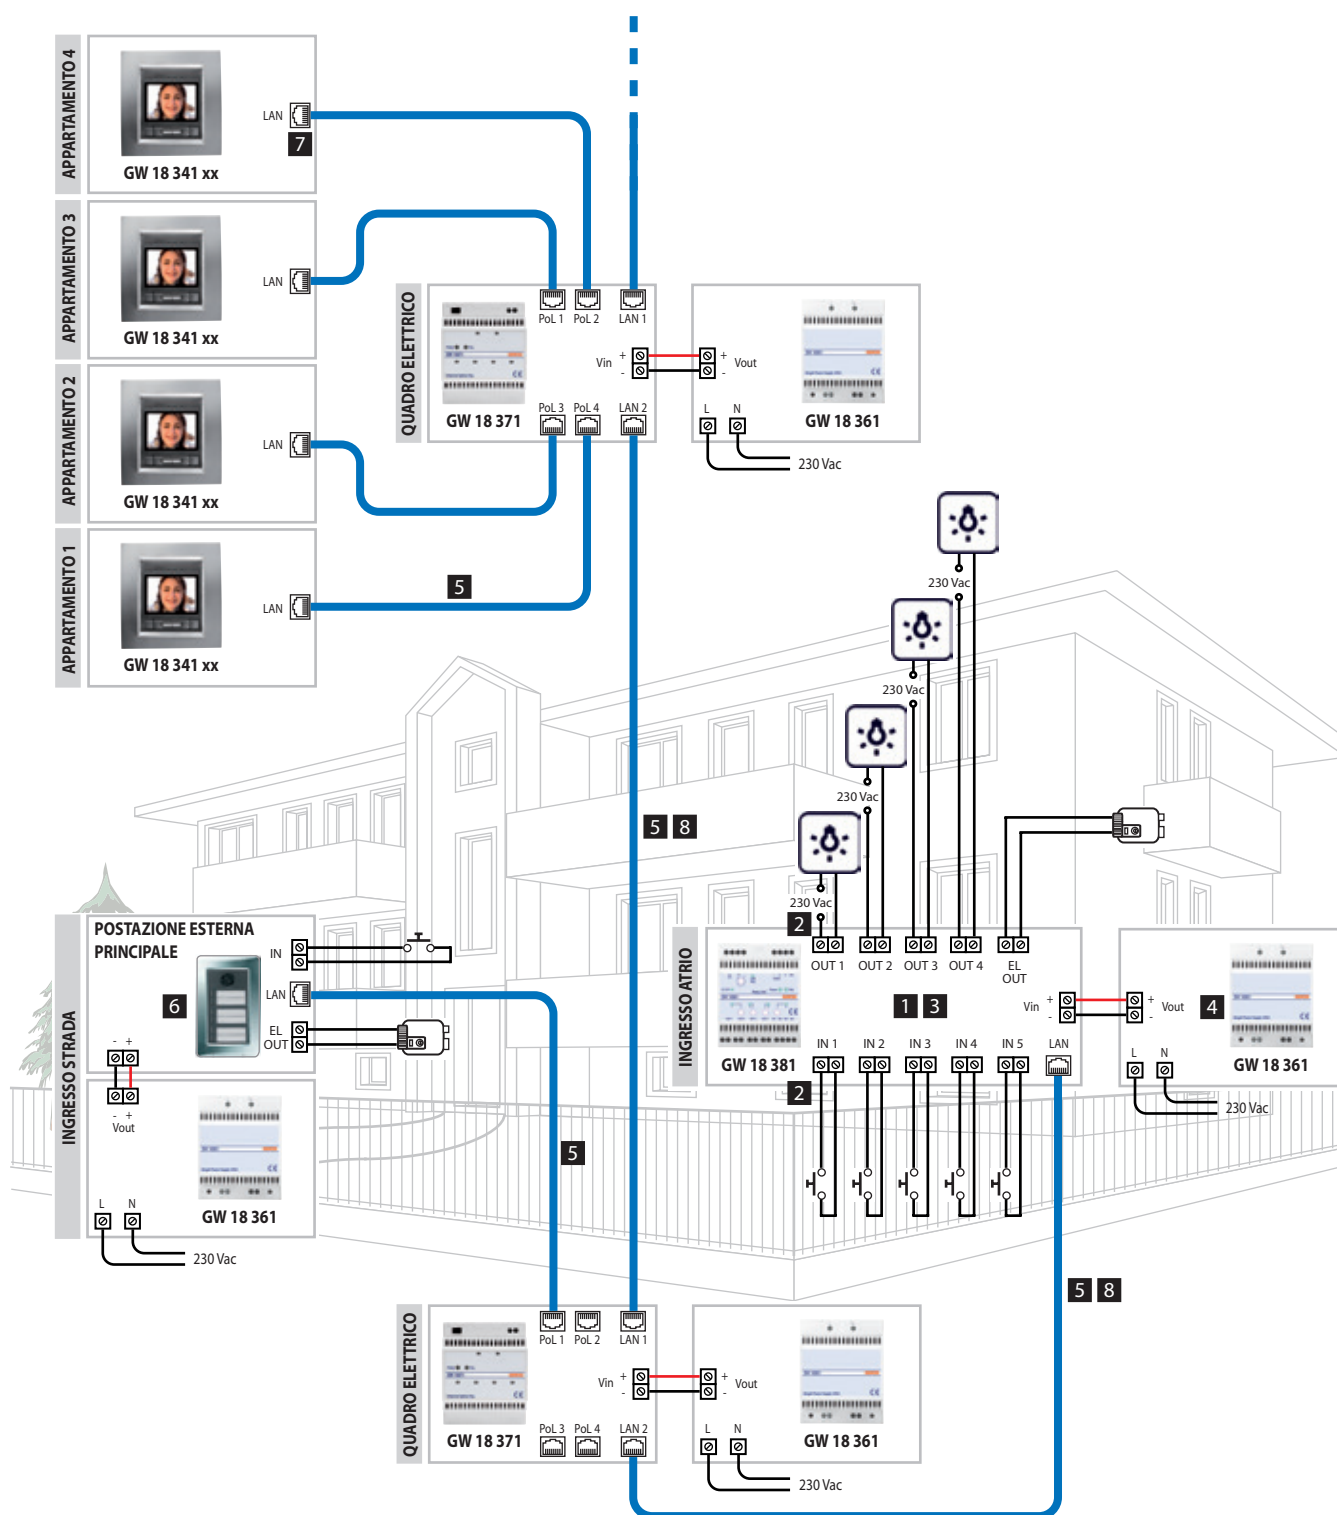 APPARTAMENTO 4
LAN
7
GW 18 341 xx
APPARTAMENTO 3
LAN
GW 18 341 xx
APPARTAMENTO 2
LAN
GW 18 341 xx
APPARTAMENTO 1
LAN
GW 18 341 xx
5
QUADRO ELETTRICO
PoL 1 PoL 2 LAN 1
Vin + -
PoL 3 PoL 4 LAN 2
GW 18 371
+ - Vout
L N
GW 18 361
230 Vac
230 Vac
230 Vac
230 Vac
230 Vac
5 8
INGRESSO STRADA
POSTAZIONE ESTERNA
PRINCIPALE
IN
LAN
6
EL
OUT
- +
- +
Vout
GW 18 361
L N
230 Vac
5
INGRESSO ATRIO
2
OUT 1 OUT 2 OUT 3 OUT 4 EL
OUT
1 3
Vin + -
GW 18 381
IN 1 IN 2 IN 3 IN 4 IN 5 LAN
2
+ - Vout
4
L N
GW 18 361
230 Vac
5 8
QUADRO ELETTRICO
PoL 1 PoL 2 LAN 1
Vin + -
PoL 3 PoL 4 LAN 2
GW 18 371
+ - Vout
L N
GW 18 361
230 Vac